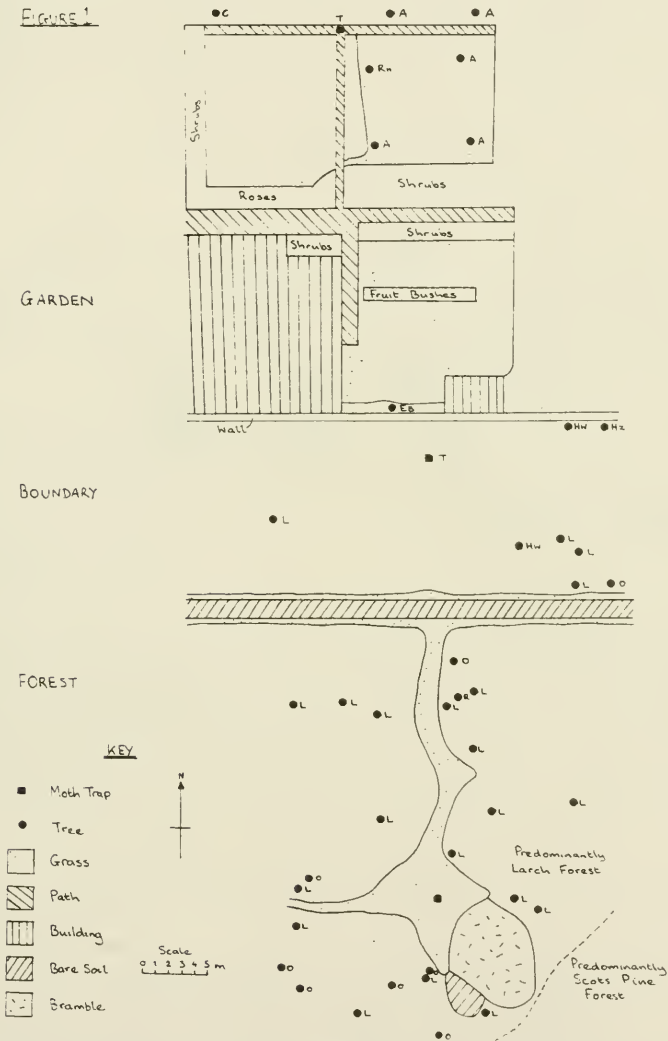 FIGURE 1
C
T
A
A
Rn
A
A
A
Shrubs
Shrubs
Roses
Shrubs
Shrubs
GARDEN
Fruit Bushes
EB
Wall
HW
HZ
T
BOUNDARY
L
L
HW
L
L
O
FOREST
O
L
R
L
L
L
L
L
KEY
N
Moth Trap
Tree
Grass
Path
Building
Bare Soil
Bramble
Scale
0 1 2 3 4 5 m
L
L
L
L
Predominantly
Larch Forest
O
L
L
L
L
O
O
O
L
O
L
L
O
Predominantly
Scots Pine
Forest